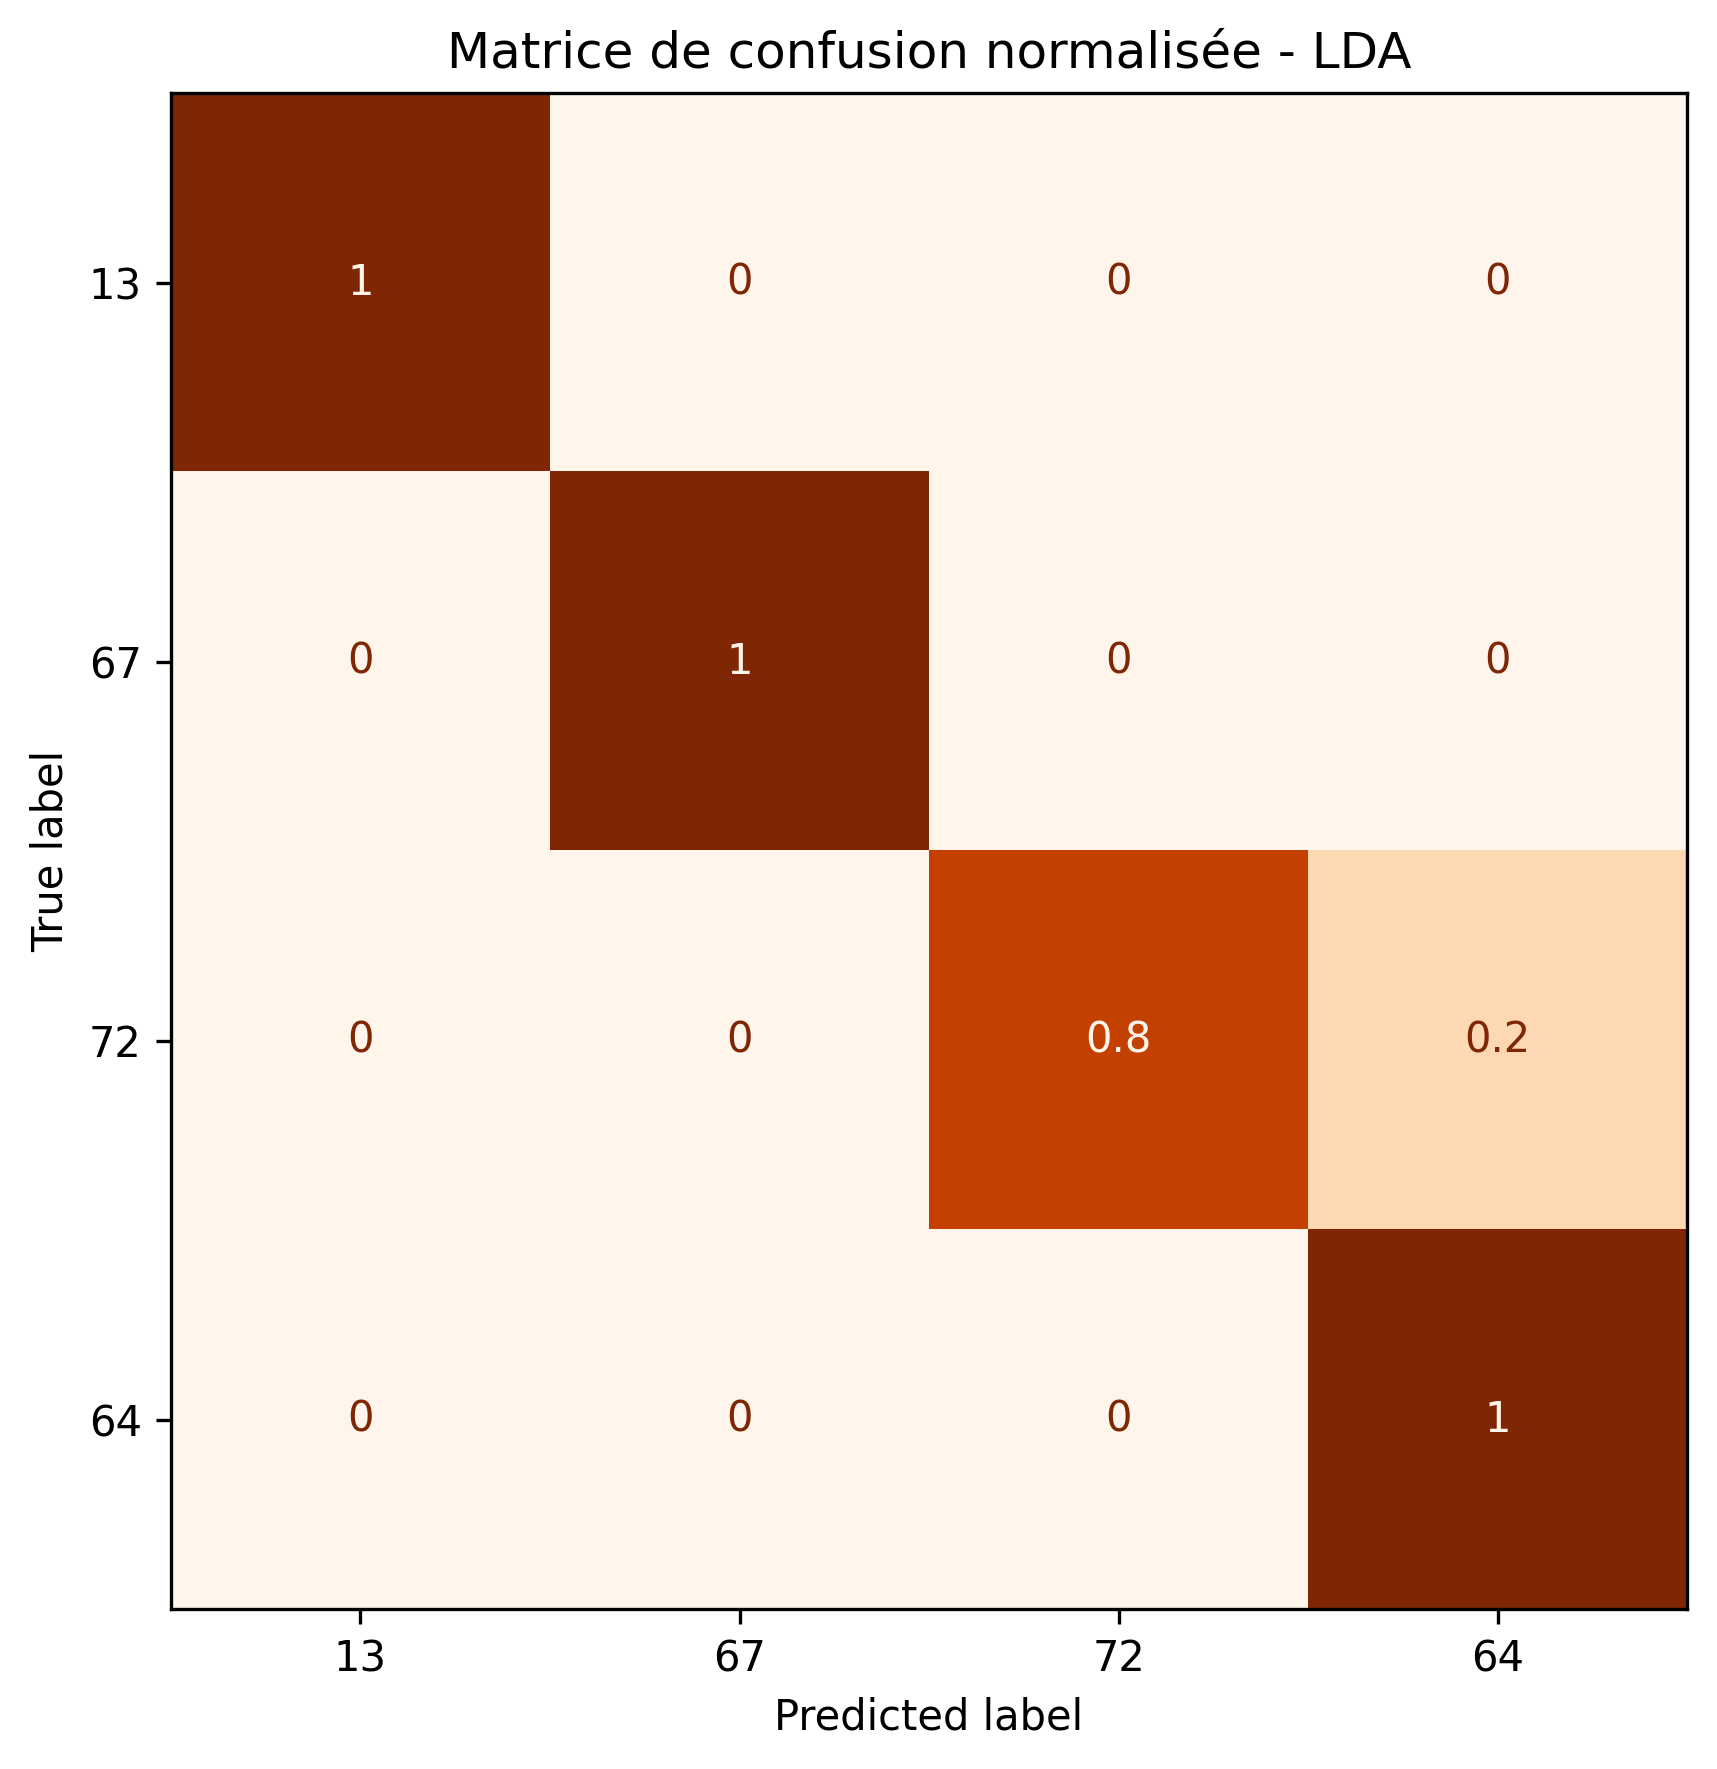 Matrice de confusion normalisée - LDA
13 1 0 0 0
67 0 1 0 0
72 0 0 0.8 0.2
64 0 0 0 1
13 67 72 64
True label
Predicted label